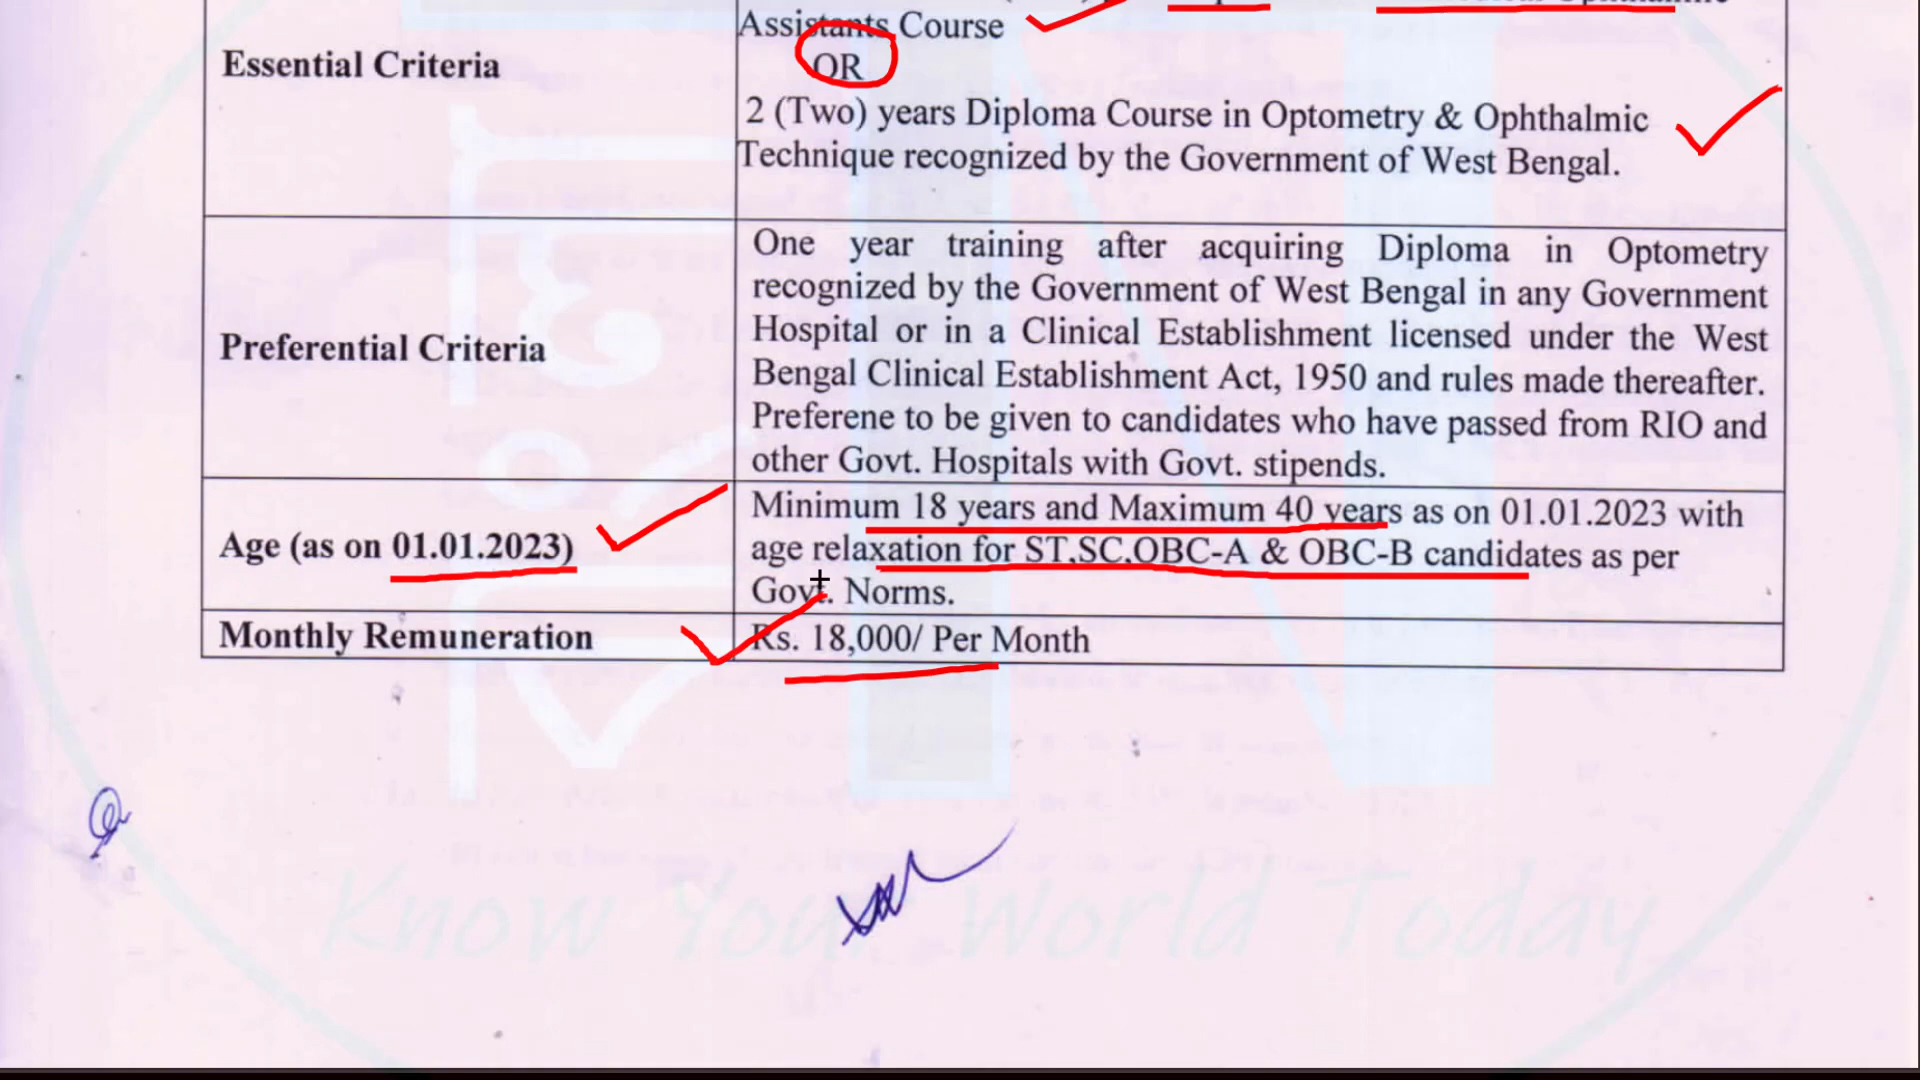 Assistants Course
Essential Criteria
OR
2 (Two) years Diploma Course in Optometry & Ophthalmic
Technique recognized by the Government of West Bengal.
Preferential Criteria
One year training after acquiring Diploma in Optometry
recognized by the Government of West Bengal in any Government
Hospital or in a Clinical Establishment licensed under the West
Bengal Clinical Establishment Act, 1950 and rules made thereafter.
Preferene to be given to candidates who have passed from RIO and
other Govt. Hospitals with Govt. stipends.
Age (as on 01.01.2023)
Minimum 18 years and Maximum 40 years as on 01.01.2023 with
age relaxation for ST,SC,OBC-A & OBC-B candidates as per
Govt. Norms.
Monthly Remuneration
Rs. 18,000/ Per Month
Know Your World Today